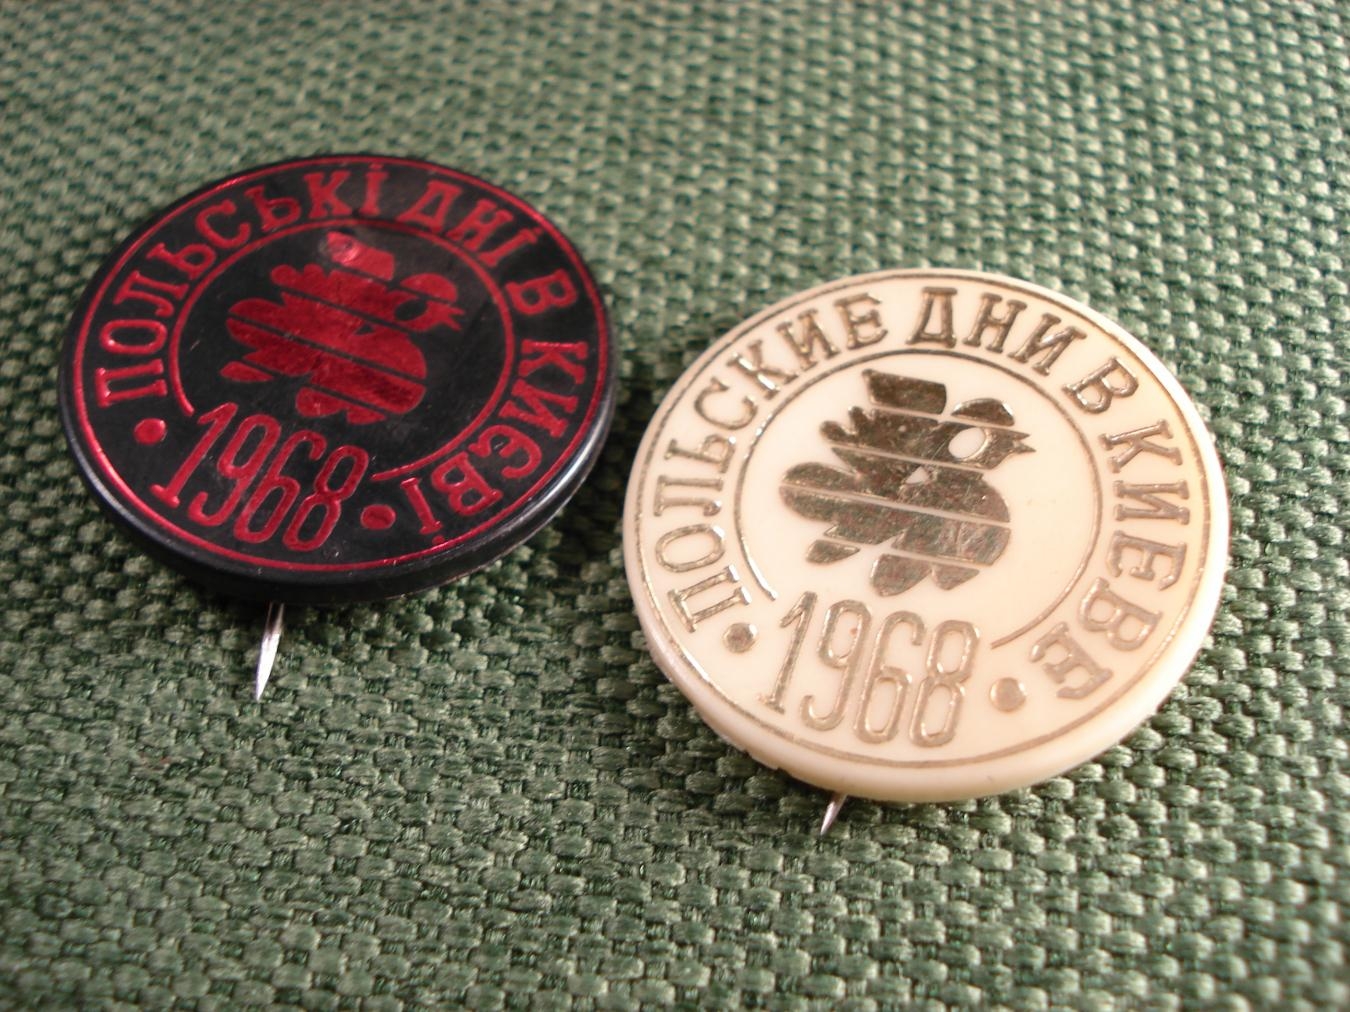 ПОЛЬСЬКІ ДНІ В КИЄВІ
1968
ПОЛЬСКИЕ ДНИ В КИЕВЕ
1968